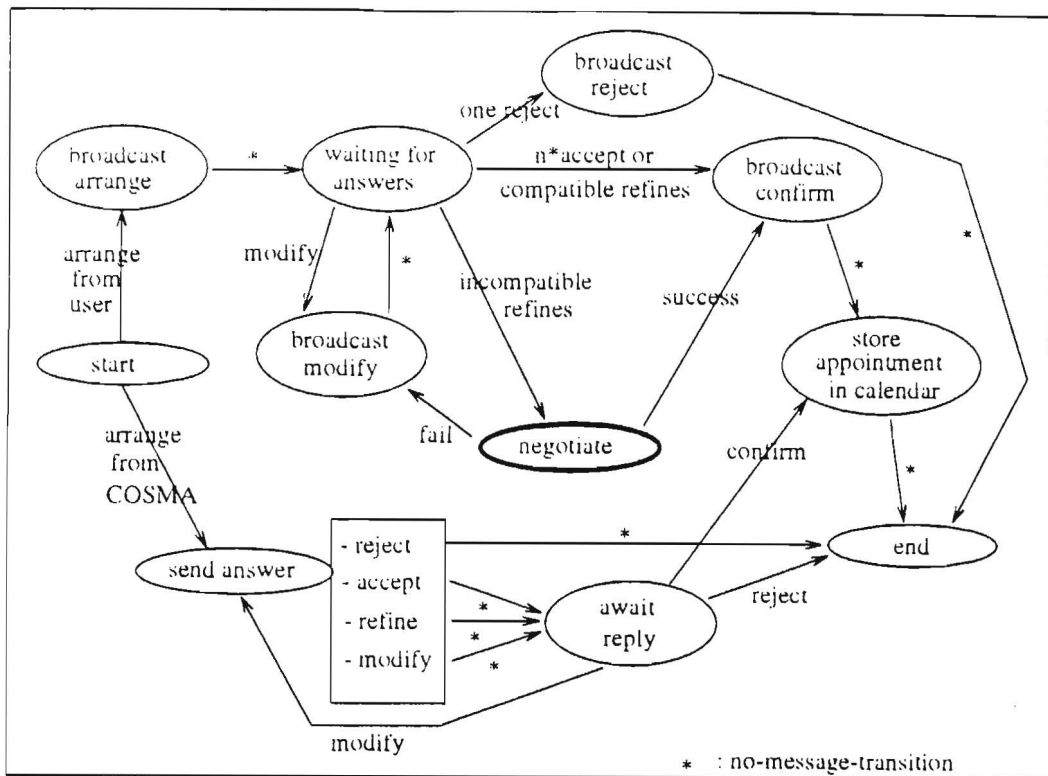 broadcast
reject
one reject
broadcast
arrange
*
waiting for
answers
n*accept or
compatible refines
broadcast
confirm
*
arrange
from
user
modify
*
incompatible
refines
success
*
start
broadcast
modify
store
appointment
in calendar
fail
negotiate
confirm
*
arrange
from
COSMA
send answer
- reject
- accept
- refine
- modify
*
*
*
*
await
reply
reject
end
modify
* : no-message-transition